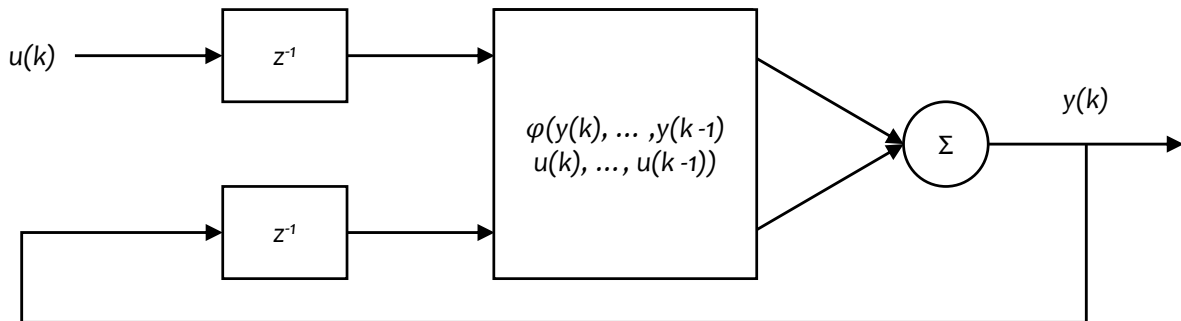 u(k)
z⁻¹
φ(y(k), ... ,y(k -1)
u(k), ..., u(k -1))
Σ
y(k)
z⁻¹